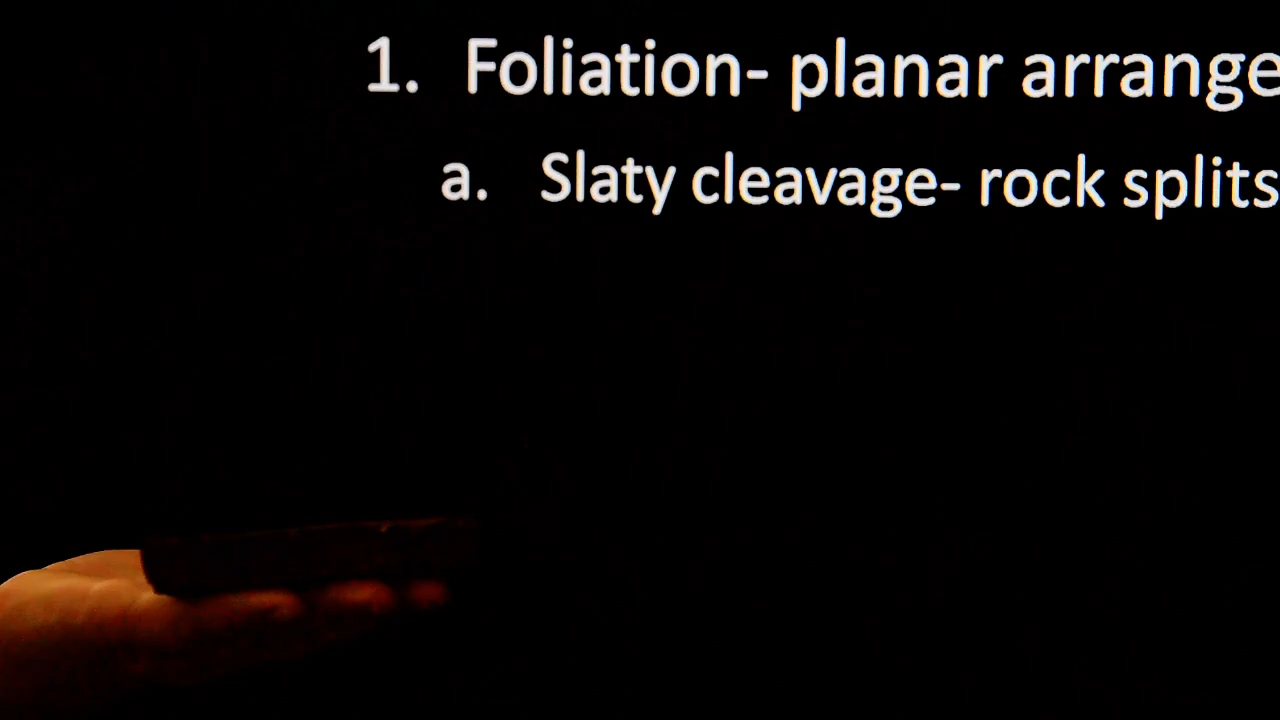 1. Foliation- planar arrange
a. Slaty cleavage- rock splits